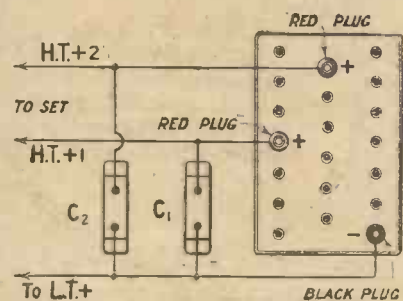 RED PLUG
H.T.+2
+
TO SET
RED PLUG
H.T.+1
+
C2
C1
-
TO L.T.+
BLACK PLUG